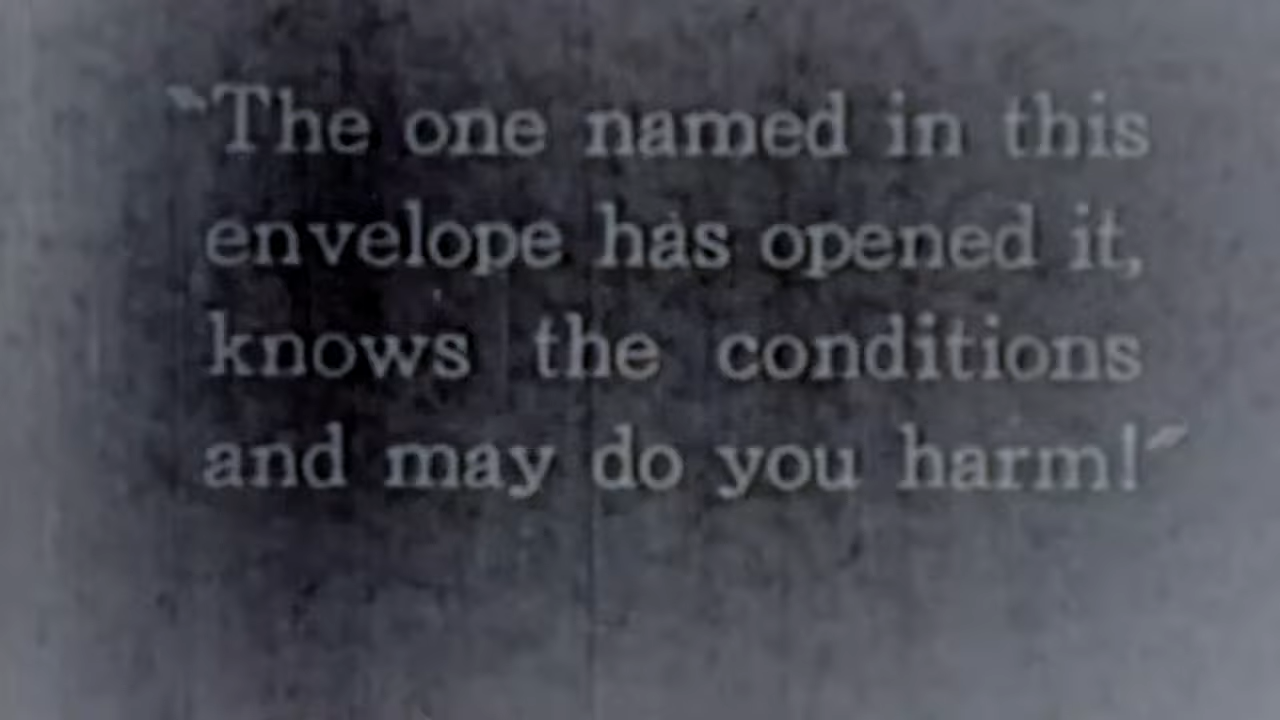 "The one named in this
envelope has opened it,
knows the conditions
and may do you harm!"